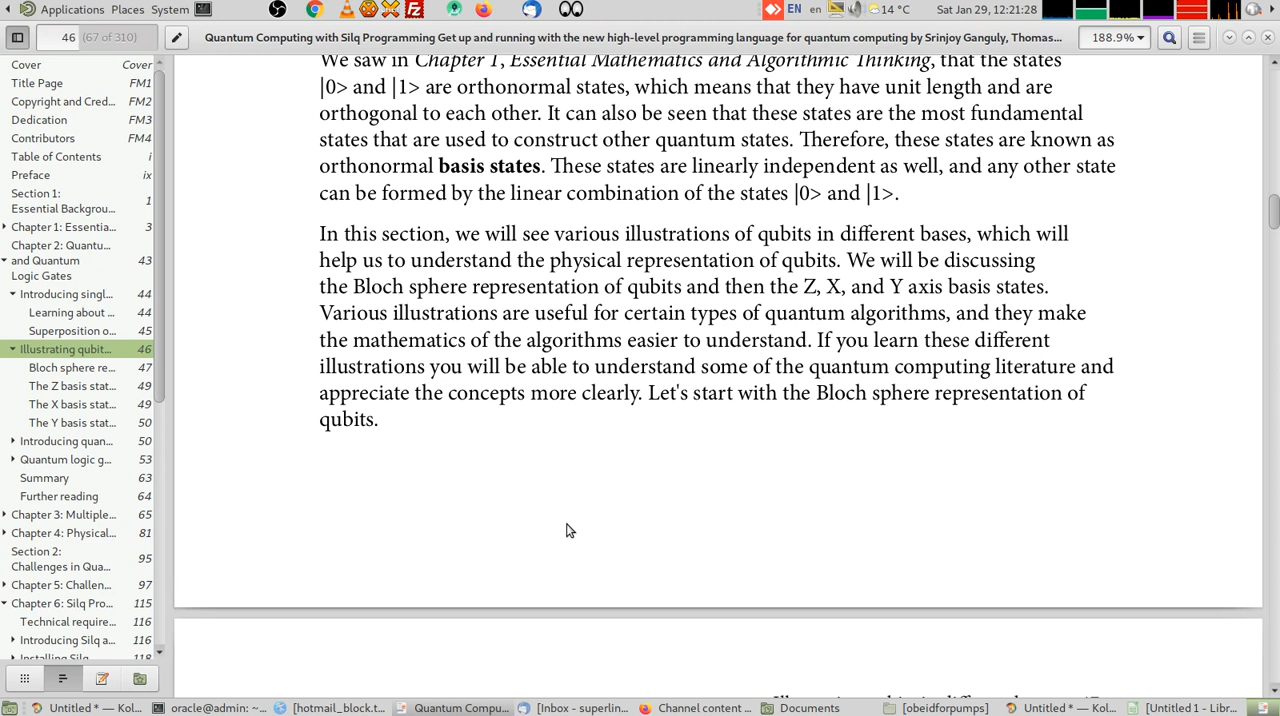 Applications Places System
EN en 14 °C Sat Jan 29, 12:21:28
46 (67 of 310) Quantum Computing with Silq Programming Get up and running with the new high-level programming language for quantum computing by Srinjoy Ganguly, Thomas... 188.9%
Cover Cover
Title Page FM1
Copyright and Cred... FM2
Dedication FM3
Contributors FM4
Table of Contents i
Preface ix
Section 1:
Essential Backgrou... 1
Chapter 1: Essentia... 3
Chapter 2: Quantu...
and Quantum 43
Logic Gates
Introducing singl... 44
Learning about ... 44
Superposition o... 45
Illustrating qubit... 46
Bloch sphere re... 47
The Z basis stat... 49
The X basis stat... 49
The Y basis stat... 50
Introducing quan... 50
Quantum logic g... 53
Summary 63
Further reading 64
Chapter 3: Multiple... 65
Chapter 4: Physical... 81
Section 2:
Challenges in Qua... 95
Chapter 5: Challen... 97
Chapter 6: Silq Pro... 115
Technical require... 116
Introducing Silq a... 116
Installing Silq 118
We saw in Chapter 1, Essential Mathematics and Algorithmic Thinking, that the states
|0> and |1> are orthonormal states, which means that they have unit length and are
orthogonal to each other. It can also be seen that these states are the most fundamental
states that are used to construct other quantum states. Therefore, these states are known as
orthonormal basis states. These states are linearly independent as well, and any other state
can be formed by the linear combination of the states |0> and |1>.
In this section, we will see various illustrations of qubits in different bases, which will
help us to understand the physical representation of qubits. We will be discussing
the Bloch sphere representation of qubits and then the Z, X, and Y axis basis states.
Various illustrations are useful for certain types of quantum algorithms, and they make
the mathematics of the algorithms easier to understand. If you learn these different
illustrations you will be able to understand some of the quantum computing literature and
appreciate the concepts more clearly. Let's start with the Bloch sphere representation of
qubits.
Untitled * — Kol... oracle@admin: ~... [hotmail_block.t... Quantum Compu... [Inbox - superlin... Channel content ... Documents [obeidforpumps] Untitled * — Kol... [Untitled 1 - Libr...